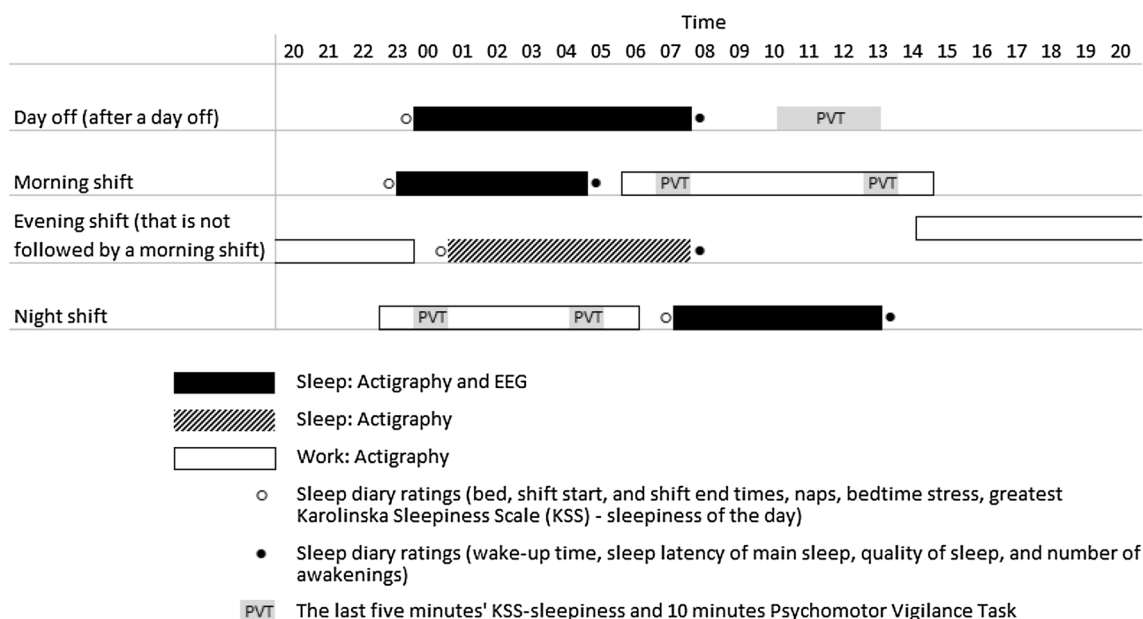 Time
20 21 22 23 00 01 02 03 04 05 06 07 08 09 10 11 12 13 14 15 16 17 18 19 20
Day off (after a day off)
PVT
Morning shift
PVT PVT
Evening shift (that is not
followed by a morning shift)
Night shift
PVT PVT
Sleep: Actigraphy and EEG
Sleep: Actigraphy
Work: Actigraphy
Sleep diary ratings (bed, shift start, and shift end times, naps, bedtime stress, greatest
Karolinska Sleepiness Scale (KSS) - sleepiness of the day)
Sleep diary ratings (wake-up time, sleep latency of main sleep, quality of sleep, and number of
awakenings)
PVT The last five minutes' KSS-sleepiness and 10 minutes Psychomotor Vigilance Task